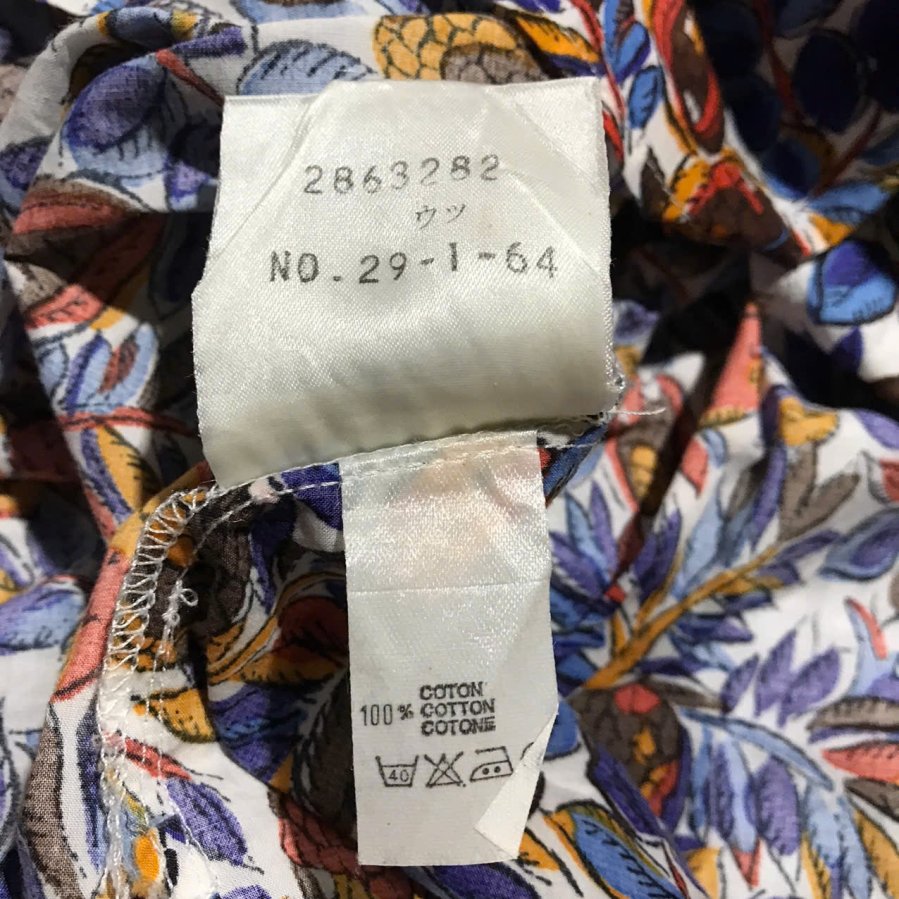 2863282
ウツ
NO.29-1-64
COTON
100% COTTON
COTONE
40